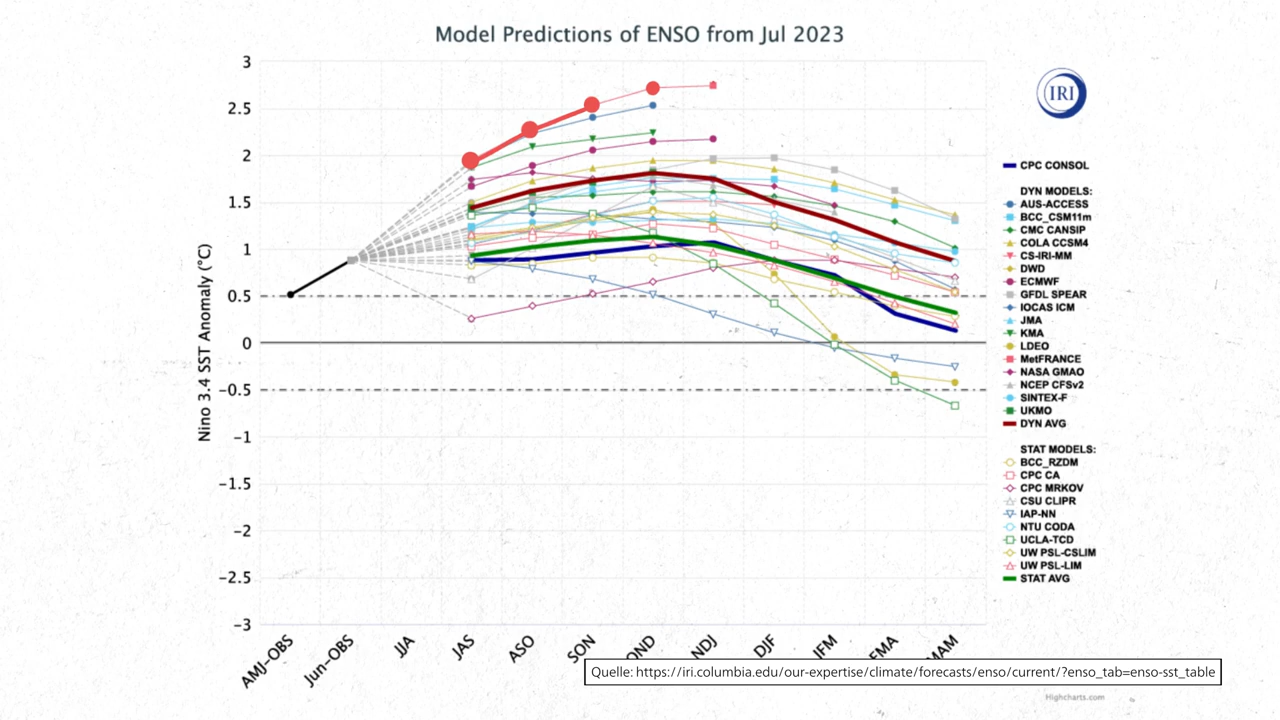 Model Predictions of ENSO from Jul 2023
IRI
Nino 3.4 SST Anomaly (°C)
3
2.5
2
1.5
1
0.5
0
−0.5
−1
−1.5
−2
−2.5
−3
AMJ-OBS
Jun-OBS
JJA
JAS
ASO
SON
OND
NDJ
DJF
JFM
FMA
MAM
CPC CONSOL
DYN MODELS:
AUS-ACCESS
BCC_CSM11m
CMC CANSIP
COLA CCSM4
CS-IRI-MM
DWD
ECMWF
GFDL SPEAR
IOCAS ICM
JMA
KMA
LDEO
MetFRANCE
NASA GMAO
NCEP CFSv2
SINTEX-F
UKMO
DYN AVG
STAT MODELS:
BCC_RZDM
CPC CA
CPC MRKOV
CSU CLIPR
IAP-NN
NTU CODA
UCLA-TCD
UW PSL-CSLIM
UW PSL-LIM
STAT AVG
Quelle: https://iri.columbia.edu/our-expertise/climate/forecasts/enso/current/?enso_tab=enso-sst_table
Highcharts.com